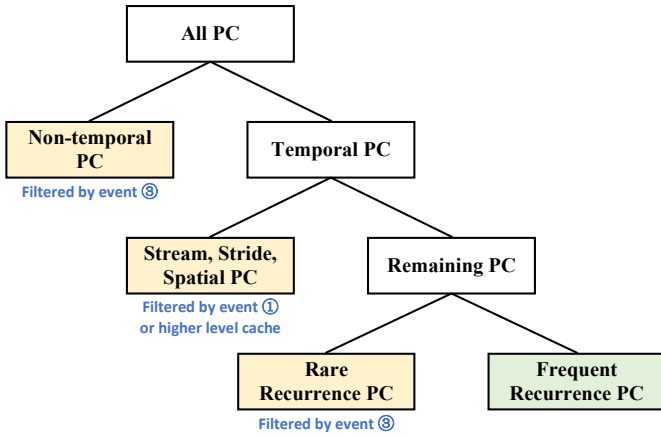 All PC
Non-temporal
PC
Temporal PC
Filtered by event ③
Stream, Stride,
Spatial PC
Remaining PC
Filtered by event ①
or higher level cache
Rare
Recurrence PC
Frequent
Recurrence PC
Filtered by event ③